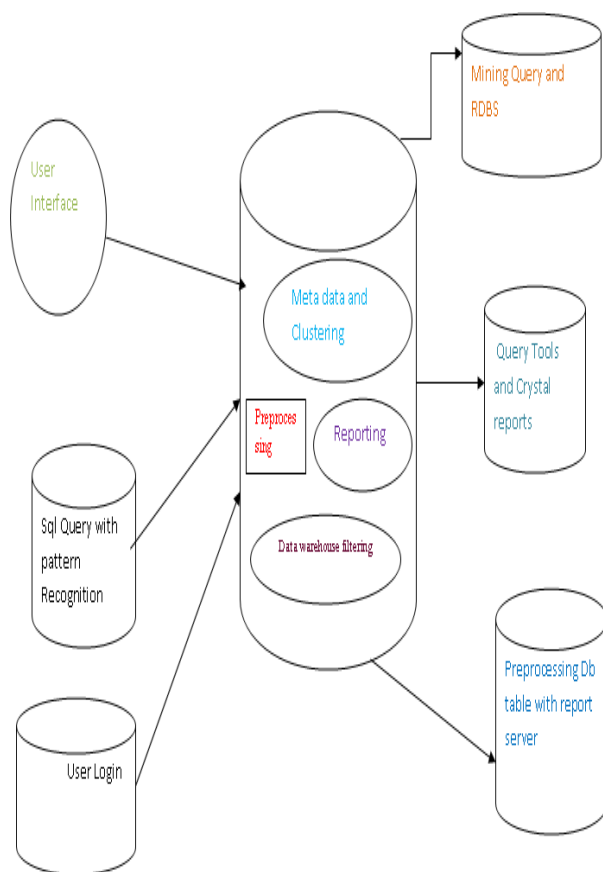 Mining Query and
RDBS
User
Interface
Meta data and
Clustering
Query Tools
and Crystal
reports
Preproces
sing
Reporting
Sql Query with
pattern
Recognition
Data warehouse filtering
Preprocessing Db
table with report
server
User Login